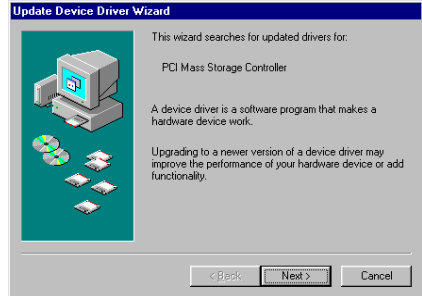 Update Device Driver Wizard
This wizard searches for updated drivers for:
PCI Mass Storage Controller
A device driver is a software program that makes a
hardware device work.
Upgrading to a newer version of a device driver may
improve the performance of your hardware device or add
functionality.
< Back
Next >
Cancel